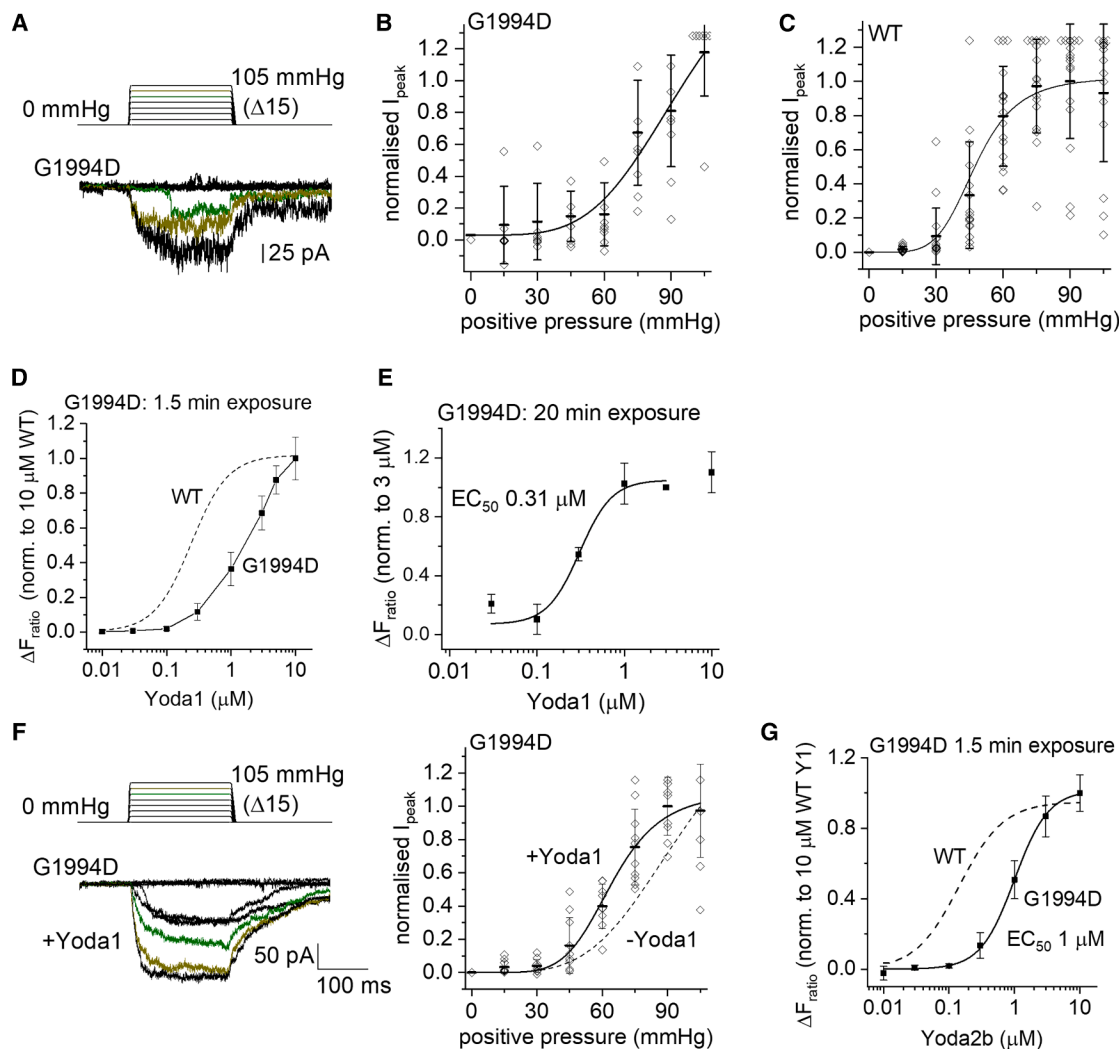 A
0 mmHg
105 mmHg
(Δ15)
G1994D
25 pA
B
G1994D
normalised I_peak
1.2
1.0
0.8
0.6
0.4
0.2
0.0
0 30 60 90
positive pressure (mmHg)
C
WT
normalised I_peak
1.2
1.0
0.8
0.6
0.4
0.2
0.0
0 30 60 90
positive pressure (mmHg)
D
G1994D: 1.5 min exposure
ΔF_ratio (norm. to 10 μM WT)
1.2
1.0
0.8
0.6
0.4
0.2
0.0
WT
G1994D
0.01 0.1 1 10
Yoda1 (μM)
E
G1994D: 20 min exposure
ΔF_ratio (norm. to 3 μM)
1.2
0.8
0.4
0.0
EC50 0.31 μM
0.01 0.1 1 10
Yoda1 (μM)
F
0 mmHg
105 mmHg
(Δ15)
G1994D
+Yoda1
50 pA
100 ms
G1994D
normalised I_peak
1.2
1.0
0.8
0.6
0.4
0.2
0.0
+Yoda1
-Yoda1
0 30 60 90
positive pressure (mmHg)
G
G1994D 1.5 min exposure
ΔF_ratio (norm. to 10 μM WT Y1)
1.2
0.8
0.4
0.0
WT
G1994D
EC50 1 μM
0.01 0.1 1 10
Yoda2b (μM)